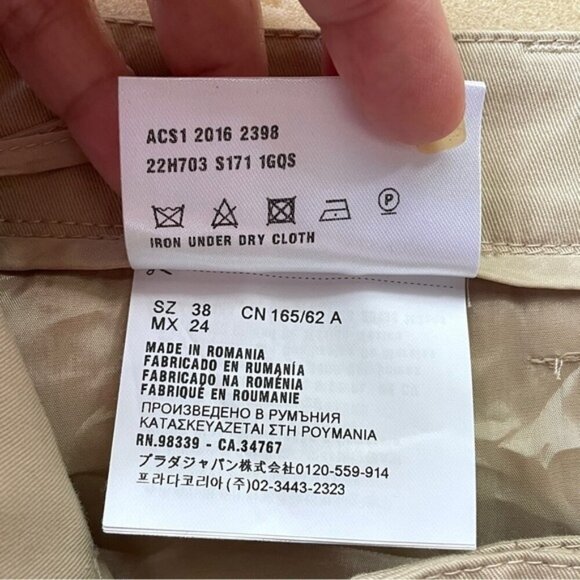 ACS1 2016 2398
22H703 S171 1GQS
P
IRON UNDER DRY CLOTH
SZ 38 CN 165/62 A
MX 24
MADE IN ROMANIA
FABRICADO EN RUMANÍA
FABRICADO NA ROMÉNIA
FABRIQUÉ EN ROUMANIE
ПРОИЗВЕДЕНО В РУМЪНИЯ
ΚΑΤΑΣΚΕΥΑΖΕΤΑΙ ΣΤΗ ΡΟΥΜΑΝΙΑ
RN.98339 - CA.34767
プラダジャパン株式会社0120-559-914
프라다코리아(주)02-3443-2323